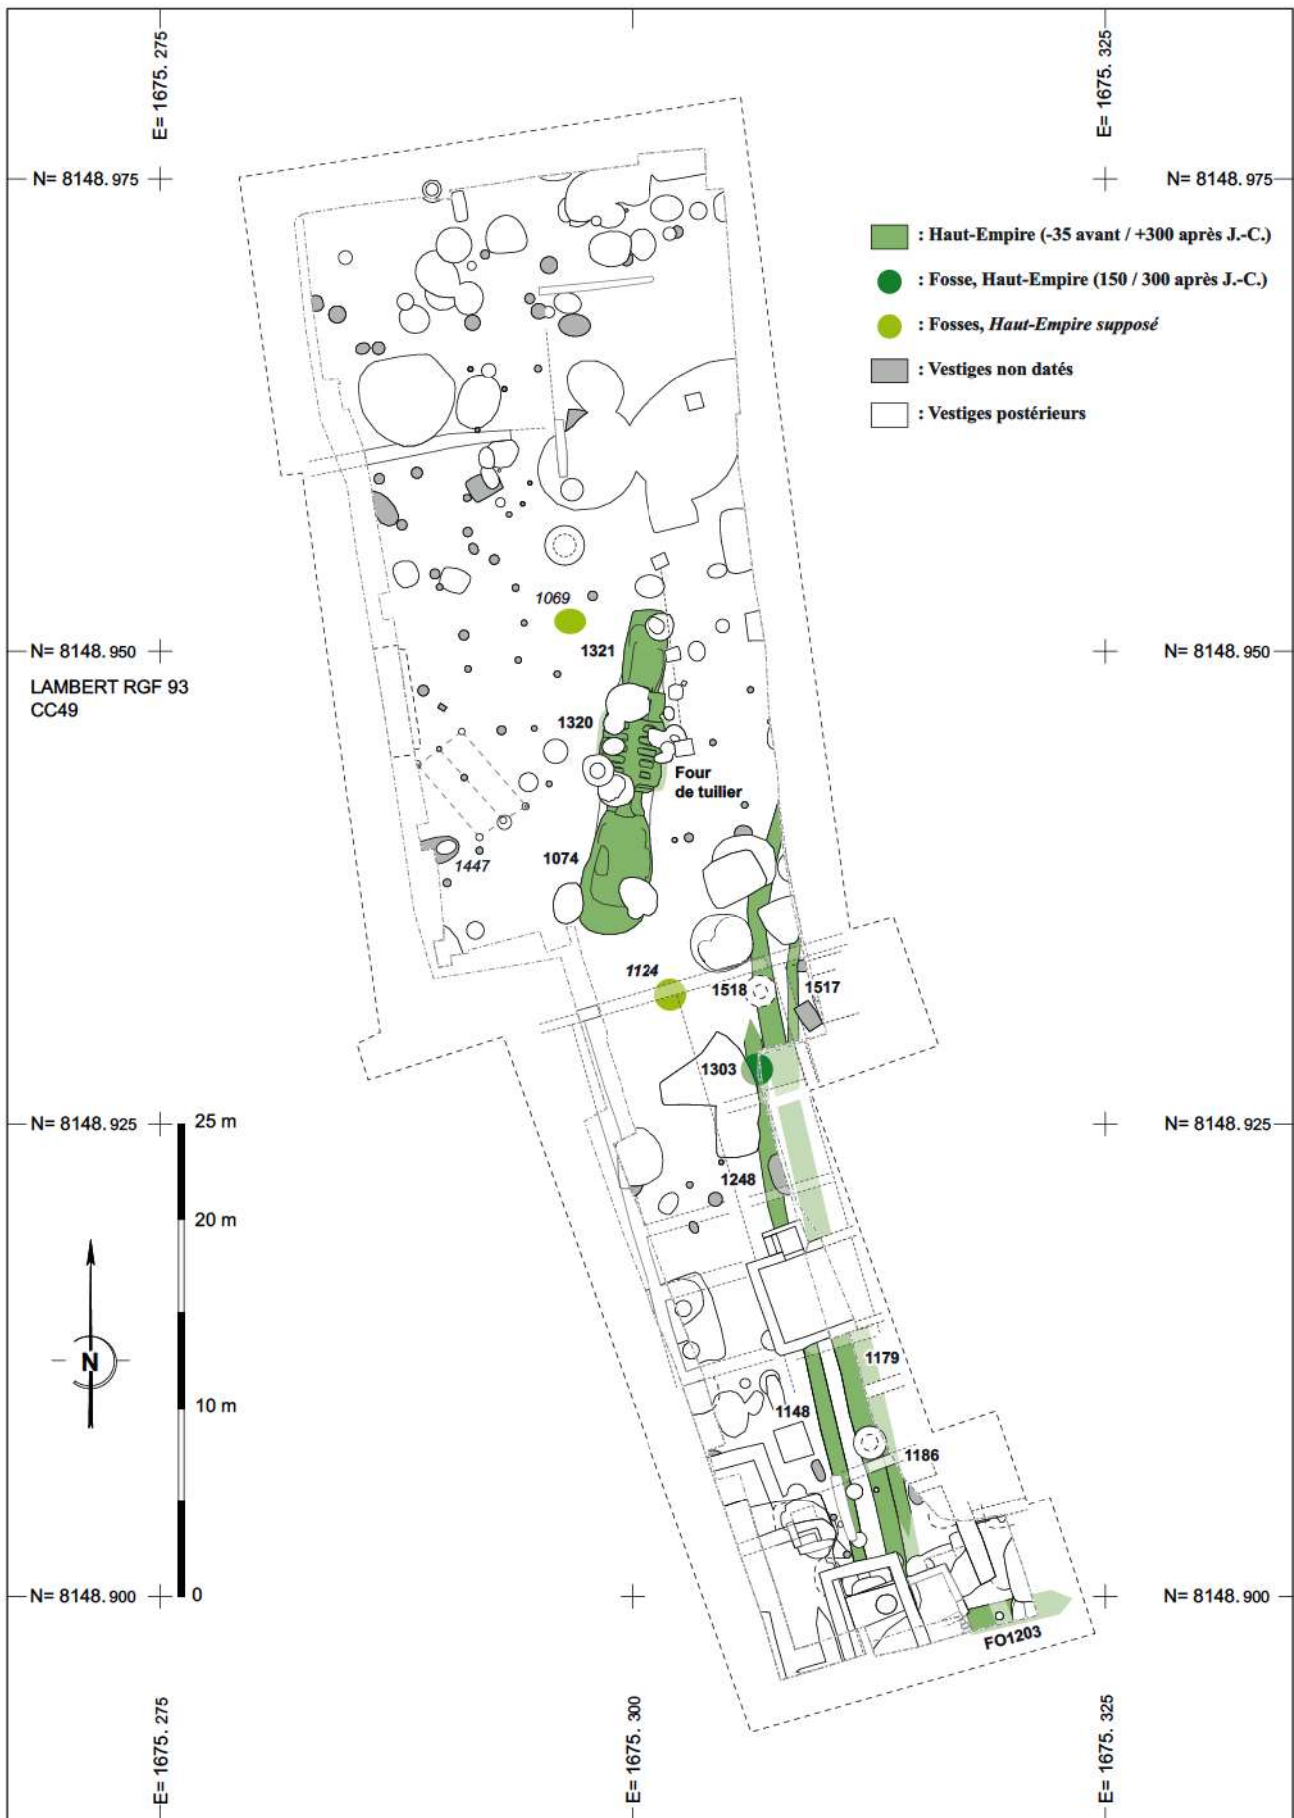 E= 1675. 275
E= 1675. 325
N= 8148. 975
N= 8148. 975
: Haut-Empire (-35 avant / +300 après J.-C.)
: Fosse, Haut-Empire (150 / 300 après J.-C.)
: Fosses, Haut-Empire supposé
: Vestiges non datés
: Vestiges postérieurs
1069
1321
N= 8148. 950
N= 8148. 950
LAMBERT RGF 93
CC49
1320
Four
de tuilier
1074
1447
1124
1518
1517
1303
N= 8148. 925
25 m
N= 8148. 925
1248
20 m
N
1179
10 m
1148
1186
N= 8148. 900
0
N= 8148. 900
FO1203
E= 1675. 275
E= 1675. 300
E= 1675. 325